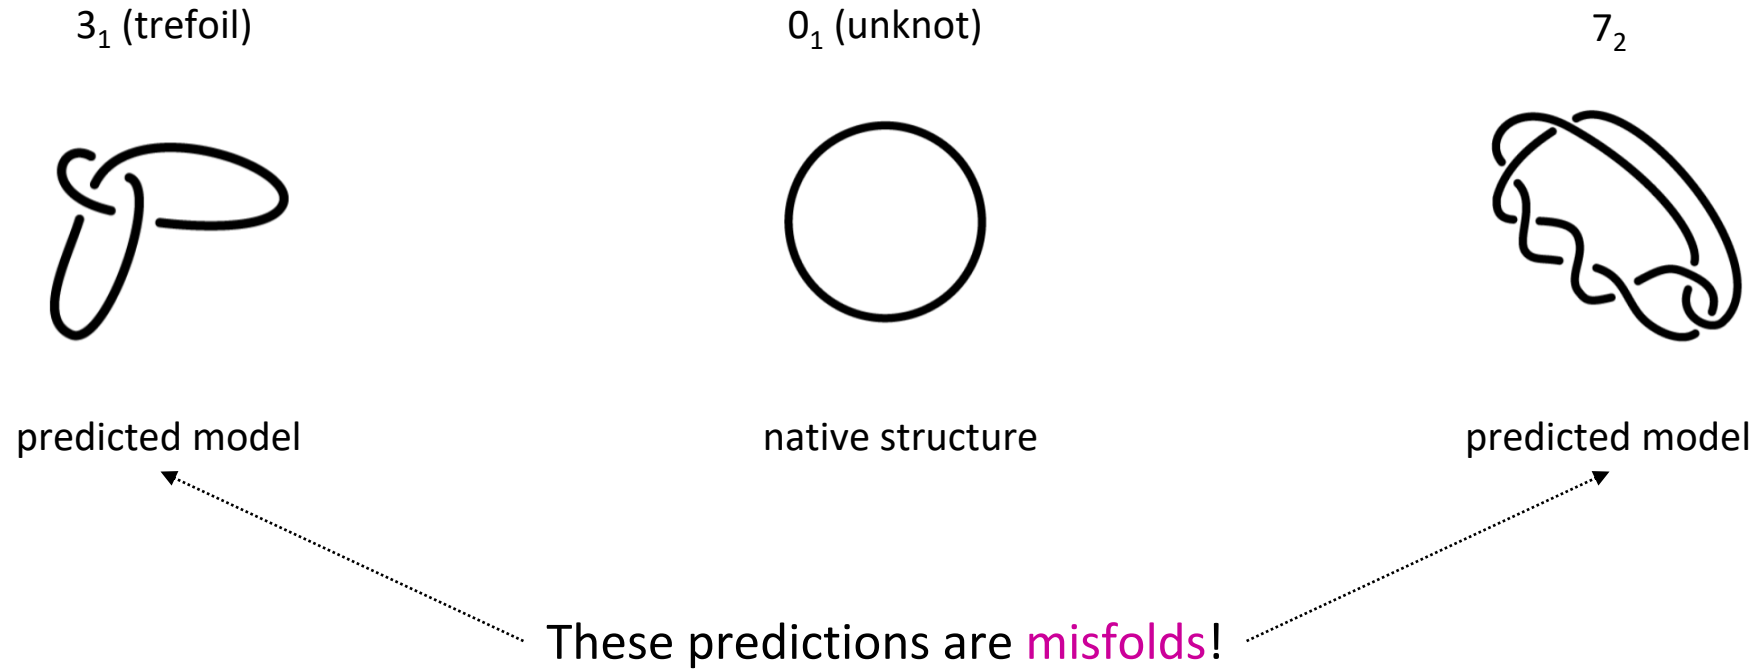 3₁ (trefoil)
0₁ (unknot)
7₂
predicted model
native structure
predicted model
These predictions are misfolds!